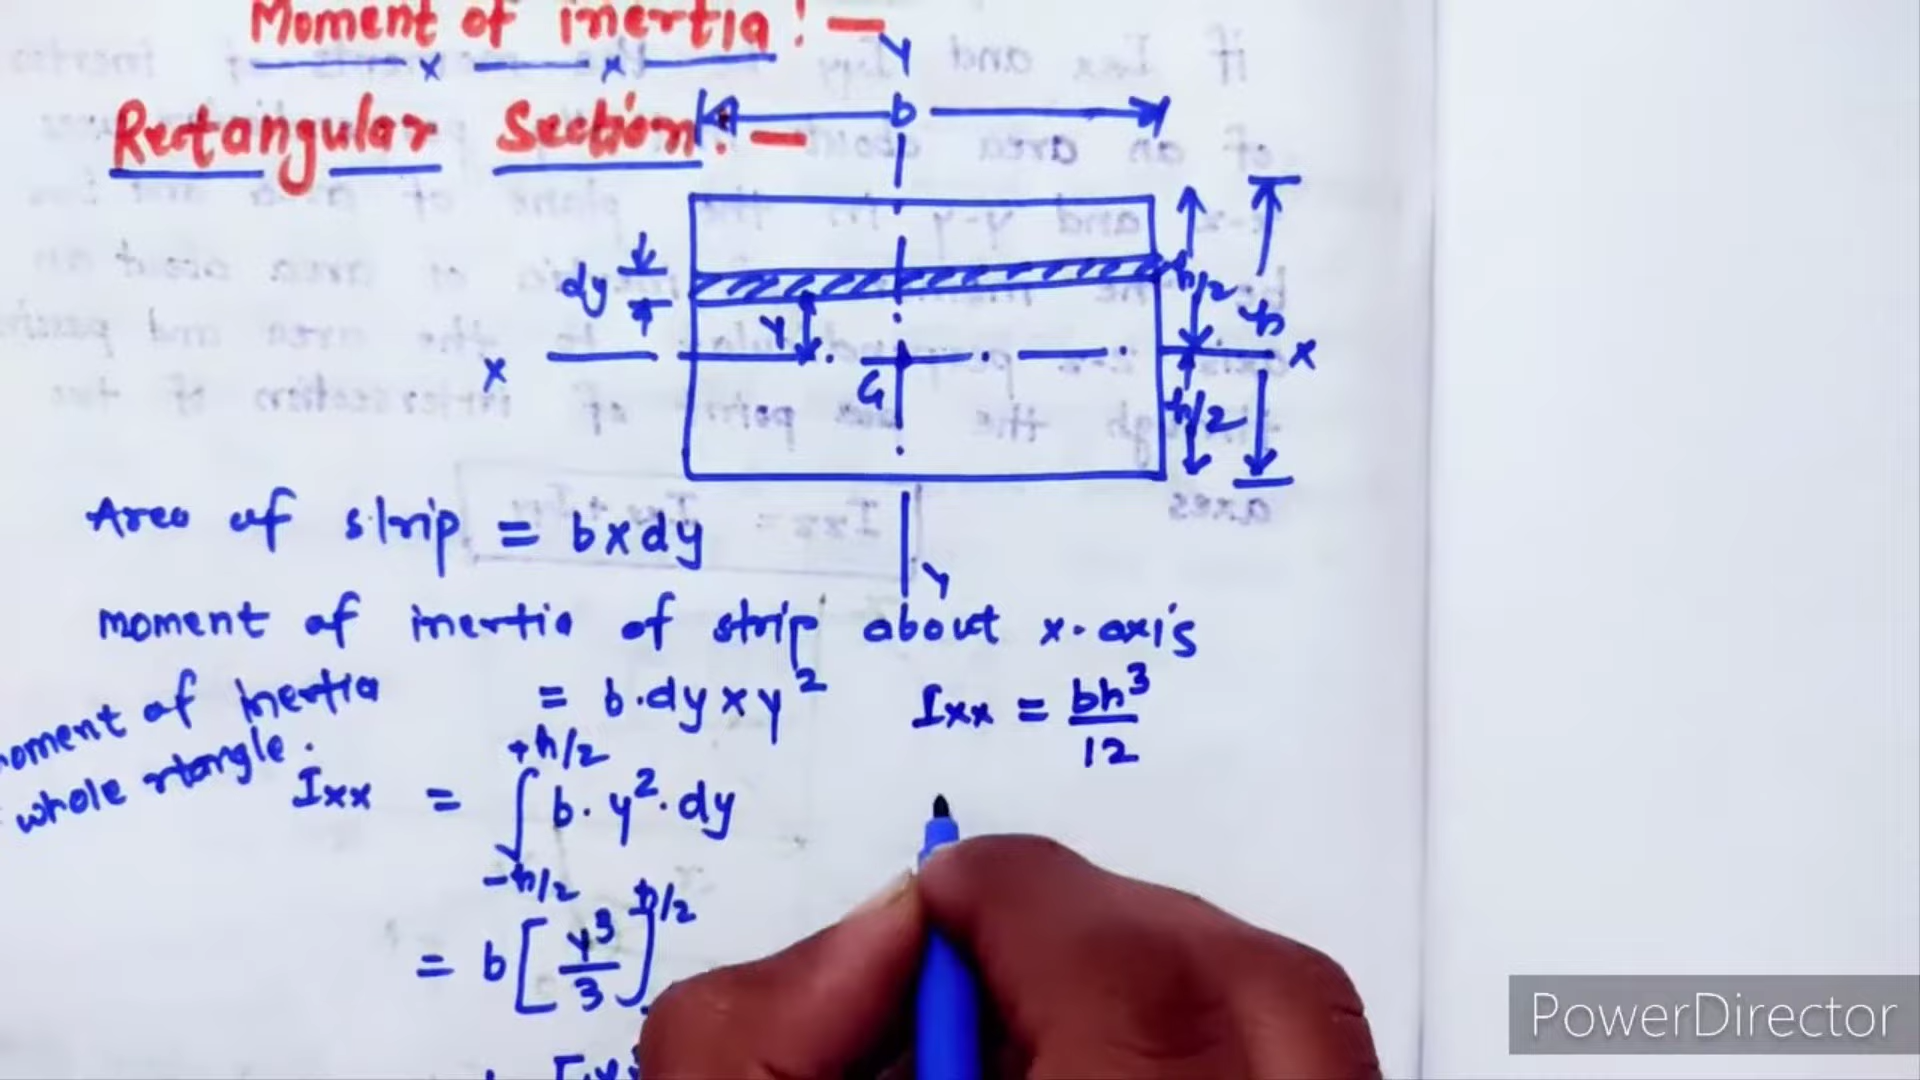 Moment of inertia :-
Rectangular Section:-
Y
b
dy
Y
h/2
h
X
X
G
h/2
Y
Area of strip = b x dy
moment of inertia of strip about x-axis
= b.dy x y²
moment of inertia
whole rtangle.
Ixx = ∫ b. y². dy
+h/2
-h/2
= b [ y³/3 ] h/2
Ixx = bh³/12
PowerDirector